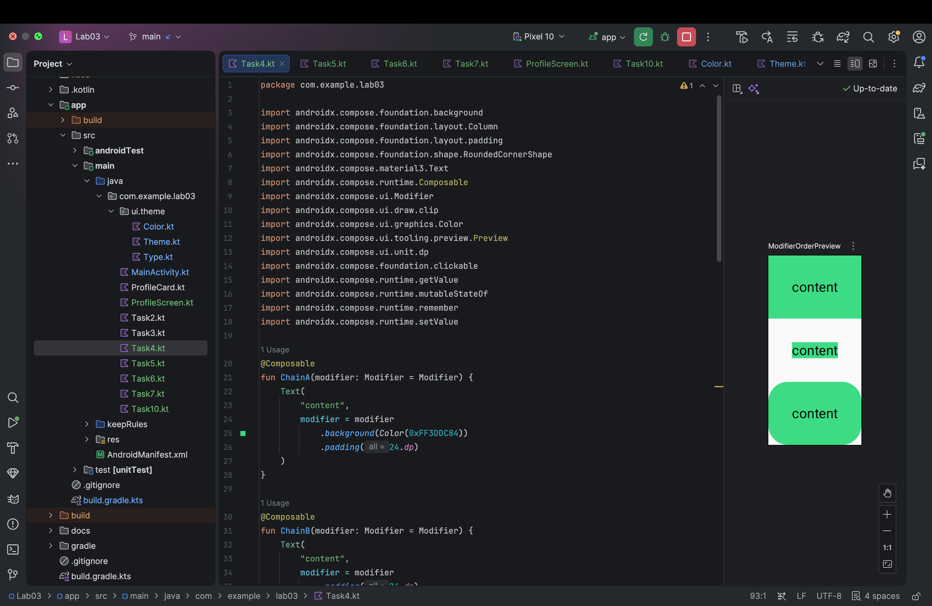 L Lab03
main
Pixel 10
app
Project
.kotlin
app
build
src
androidTest
main
java
com.example.lab03
ui.theme
Color.kt
Theme.kt
Type.kt
MainActivity.kt
ProfileCard.kt
ProfileScreen.kt
Task2.kt
Task3.kt
Task4.kt
Task5.kt
Task6.kt
Task7.kt
Task10.kt
keepRules
res
AndroidManifest.xml
test [unitTest]
.gitignore
build.gradle.kts
build
docs
gradle
.gitignore
build.gradle.kts
Task4.kt
Task5.kt
Task6.kt
Task7.kt
ProfileScreen.kt
Task10.kt
Color.kt
Theme.kt
1
1 package com.example.lab03
2
3 import androidx.compose.foundation.background
4 import androidx.compose.foundation.layout.Column
5 import androidx.compose.foundation.layout.padding
6 import androidx.compose.foundation.shape.RoundedCornerShape
7 import androidx.compose.material3.Text
8 import androidx.compose.runtime.Composable
9 import androidx.compose.ui.Modifier
10 import androidx.compose.ui.draw.clip
11 import androidx.compose.ui.graphics.Color
12 import androidx.compose.ui.tooling.preview.Preview
13 import androidx.compose.ui.unit.dp
14 import androidx.compose.foundation.clickable
15 import androidx.compose.runtime.getValue
16 import androidx.compose.runtime.mutableStateOf
17 import androidx.compose.runtime.remember
18 import androidx.compose.runtime.setValue
19
1 Usage
20 @Composable
21 fun ChainA(modifier: Modifier = Modifier) {
22 Text(
23 "content",
24 modifier = modifier
25 .background(Color(0xFF3DDC84))
26 .padding( all = 24.dp)
27 )
28 }
29
1 Usage
30 @Composable
31 fun ChainB(modifier: Modifier = Modifier) {
32 Text(
33 "content",
34 modifier = modifier
Up-to-date
ModifierOrderPreview
content
content
content
1:1
Lab03
app
src
main
java
com
example
lab03
Task4.kt
93:1
LF
UTF-8
4 spaces